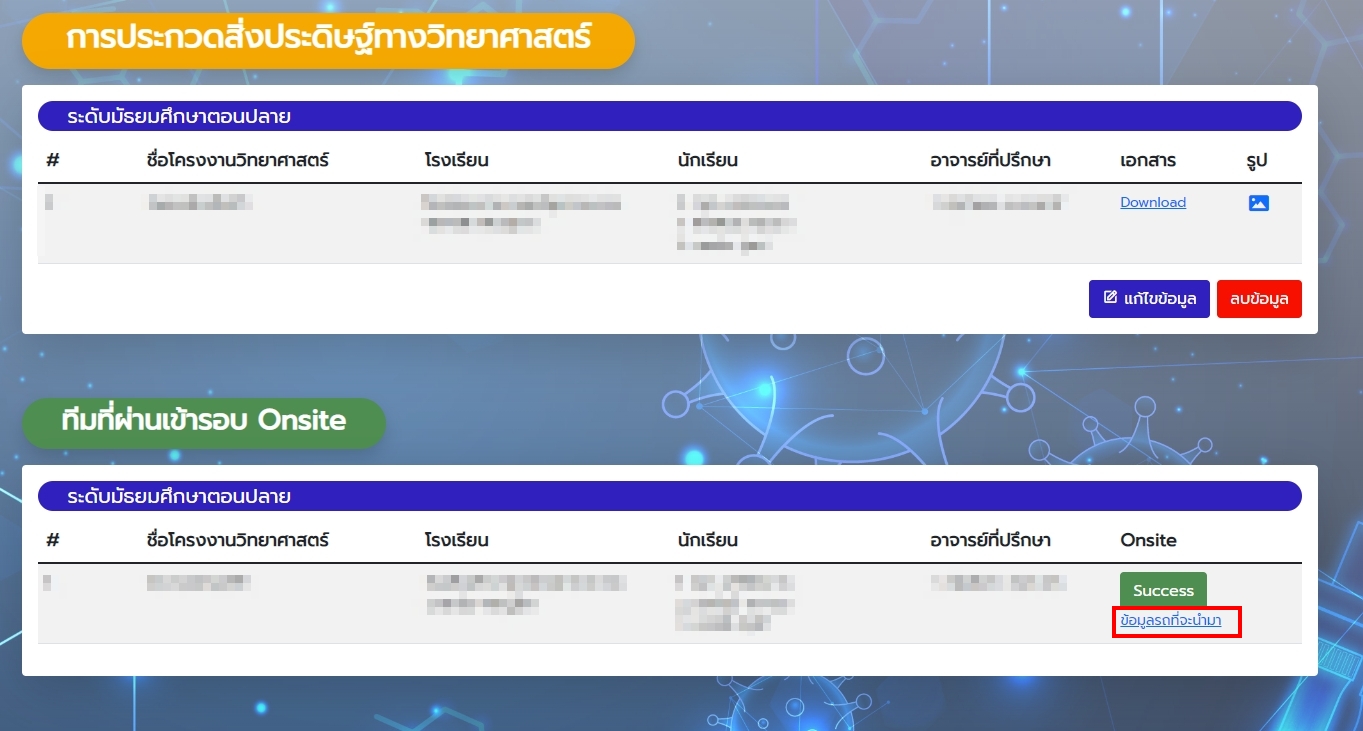 การประกวดสิ่งประดิษฐ์ทางวิทยาศาสตร์
ระดับมัธยมศึกษาตอนปลาย
# ชื่อโครงงานวิทยาศาสตร์ โรงเรียน นักเรียน อาจารย์ที่ปรึกษา เอกสาร รูป
Download
แก้ไขข้อมูล ลบข้อมูล
ทีมที่ผ่านเข้ารอบ Onsite
ระดับมัธยมศึกษาตอนปลาย
# ชื่อโครงงานวิทยาศาสตร์ โรงเรียน นักเรียน อาจารย์ที่ปรึกษา Onsite
Success
ข้อมูลรถที่จะนำมา